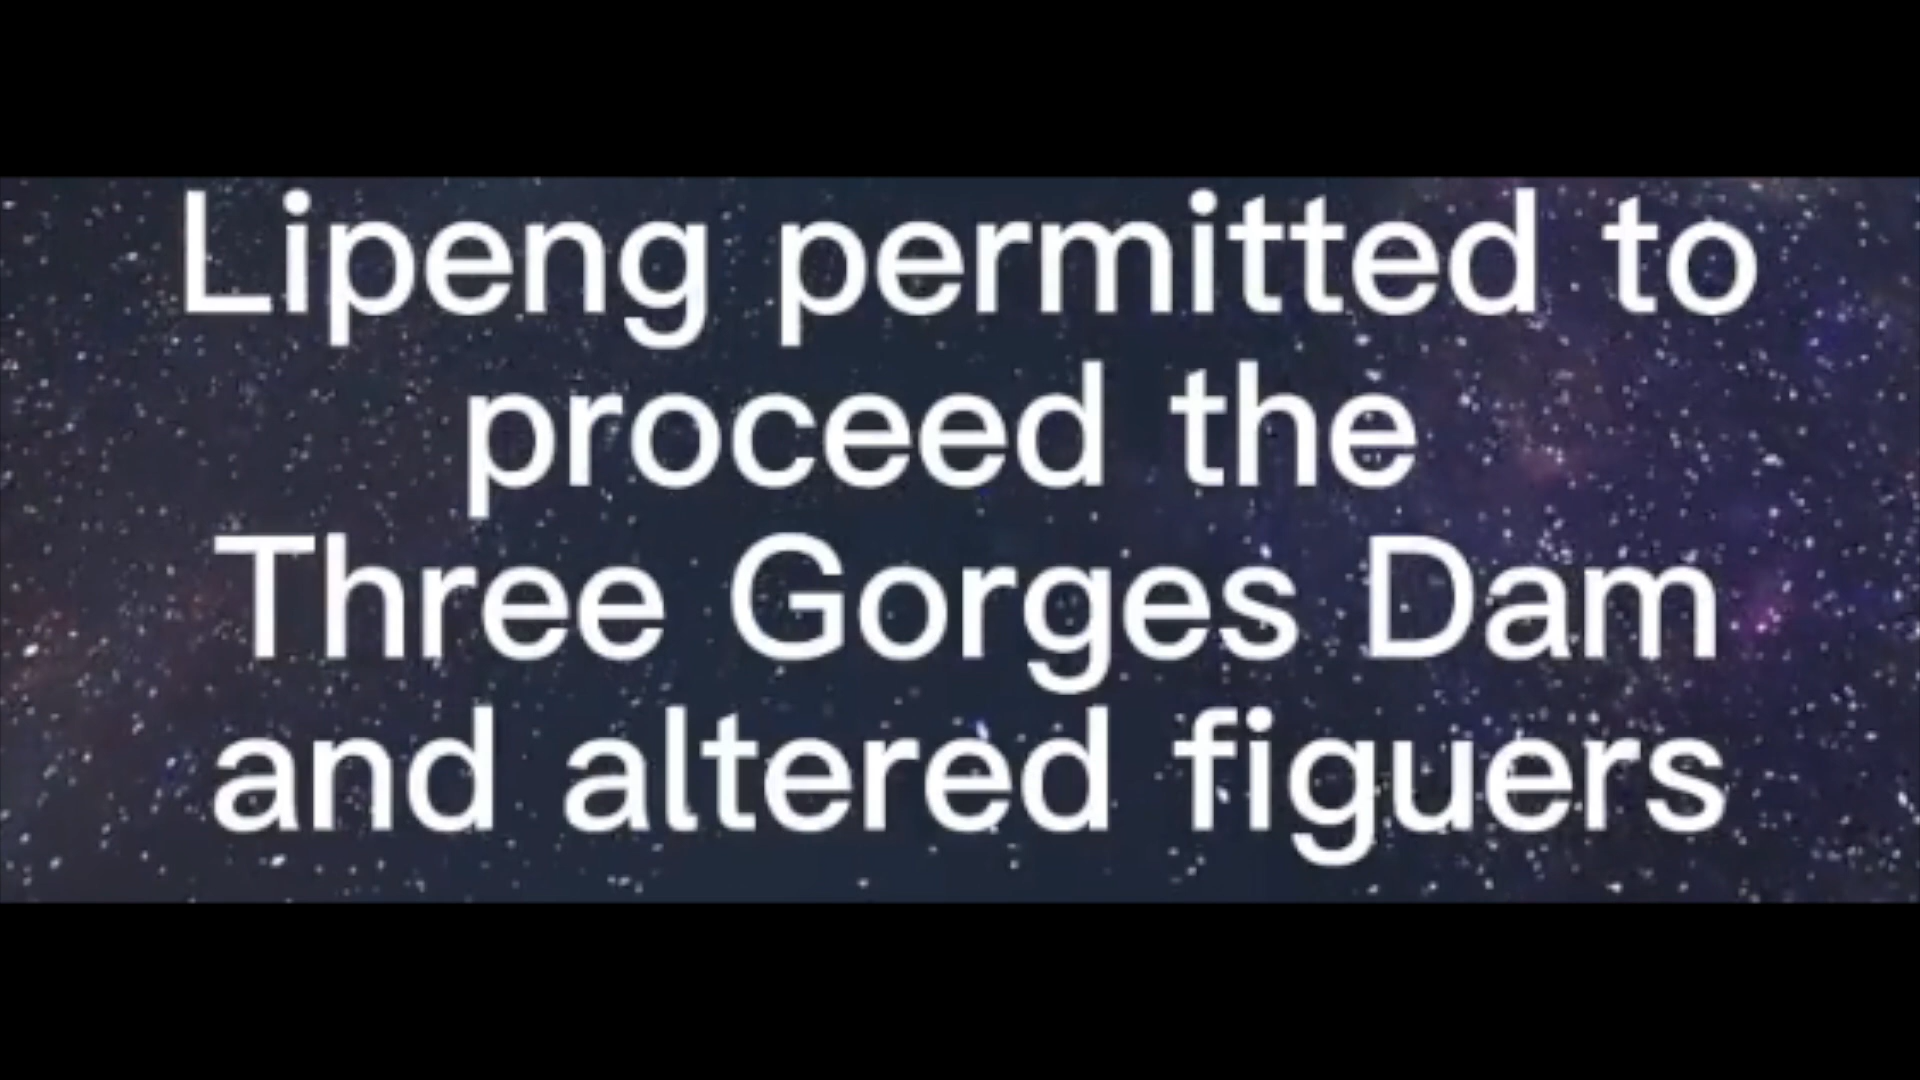 Lipeng permitted to
proceed the
Three Gorges Dam
and altered figuers